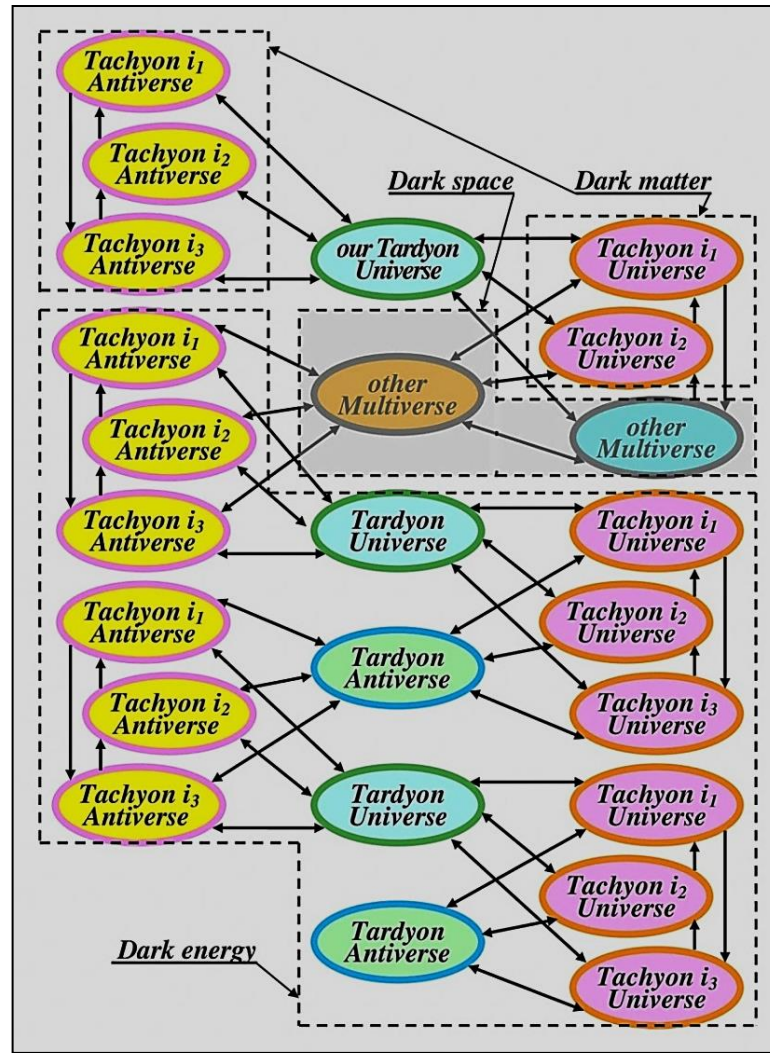 Tachyon i1
Antiverse
Tachyon i2
Antiverse
Dark space
Dark matter
Tachyon i3
Antiverse
our Tardyon
Universe
Tachyon i1
Universe
Tachyon i1
Antiverse
Tachyon i2
Universe
other
Multiverse
Tachyon i2
Antiverse
other
Multiverse
Tachyon i3
Antiverse
Tardyon
Universe
Tachyon i1
Universe
Tachyon i1
Antiverse
Tachyon i2
Universe
Tardyon
Antiverse
Tachyon i2
Antiverse
Tachyon i3
Universe
Tachyon i3
Antiverse
Tardyon
Universe
Tachyon i1
Universe
Tachyon i2
Universe
Tardyon
Antiverse
Dark energy
Tachyon i3
Universe